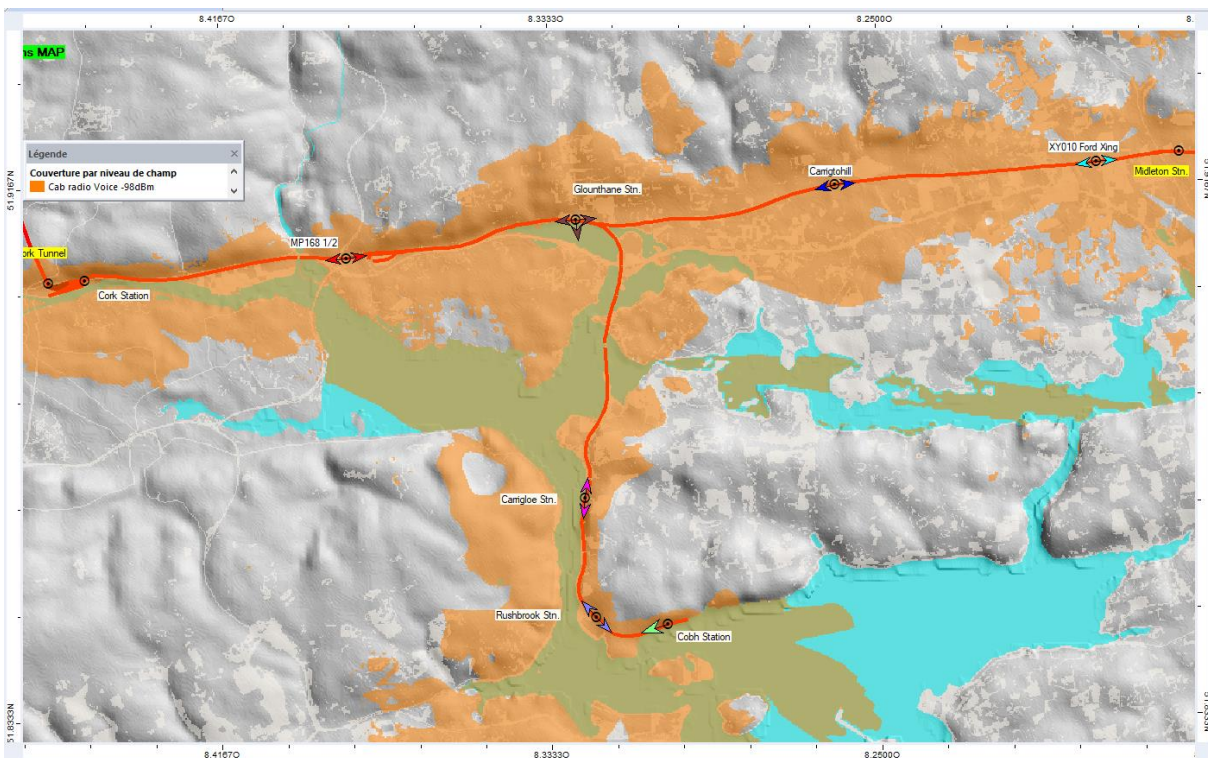 8.4167O
8.3333O
8.2500O
ns MAP
Légende
Couverture par niveau de champ
Cab radio Voice -98dBm
51.9167N
XY010 Ford Xing
Midleton Stn.
Carrigtohill
Glounthane Stn.
MP168 1/2
ork Tunnel
Cork Station
Carrigloe Stn.
Rushbrook Stn.
Cobh Station
51.8333N
8.4167O
8.3333O
8.2500O